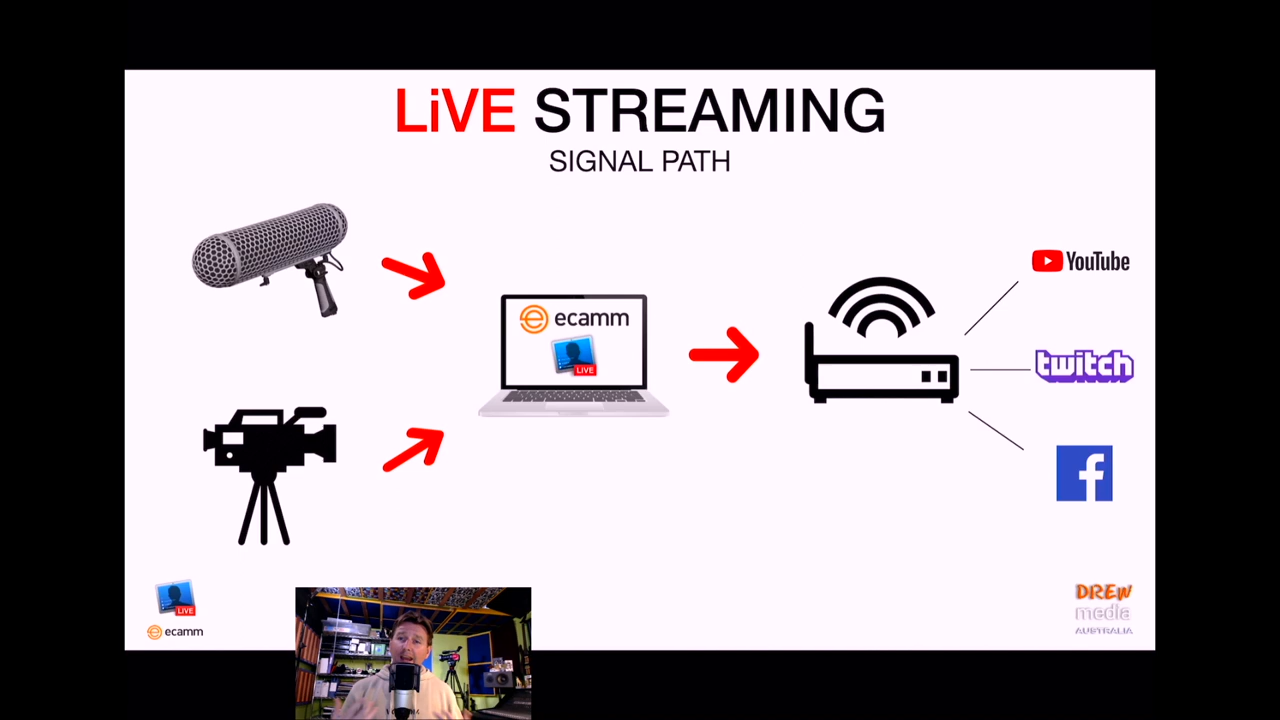 LiVE STREAMING
SIGNAL PATH
YouTube
ecamm
LIVE
twitch
f
LIVE
ecamm
DREW
media
AUSTRALIA